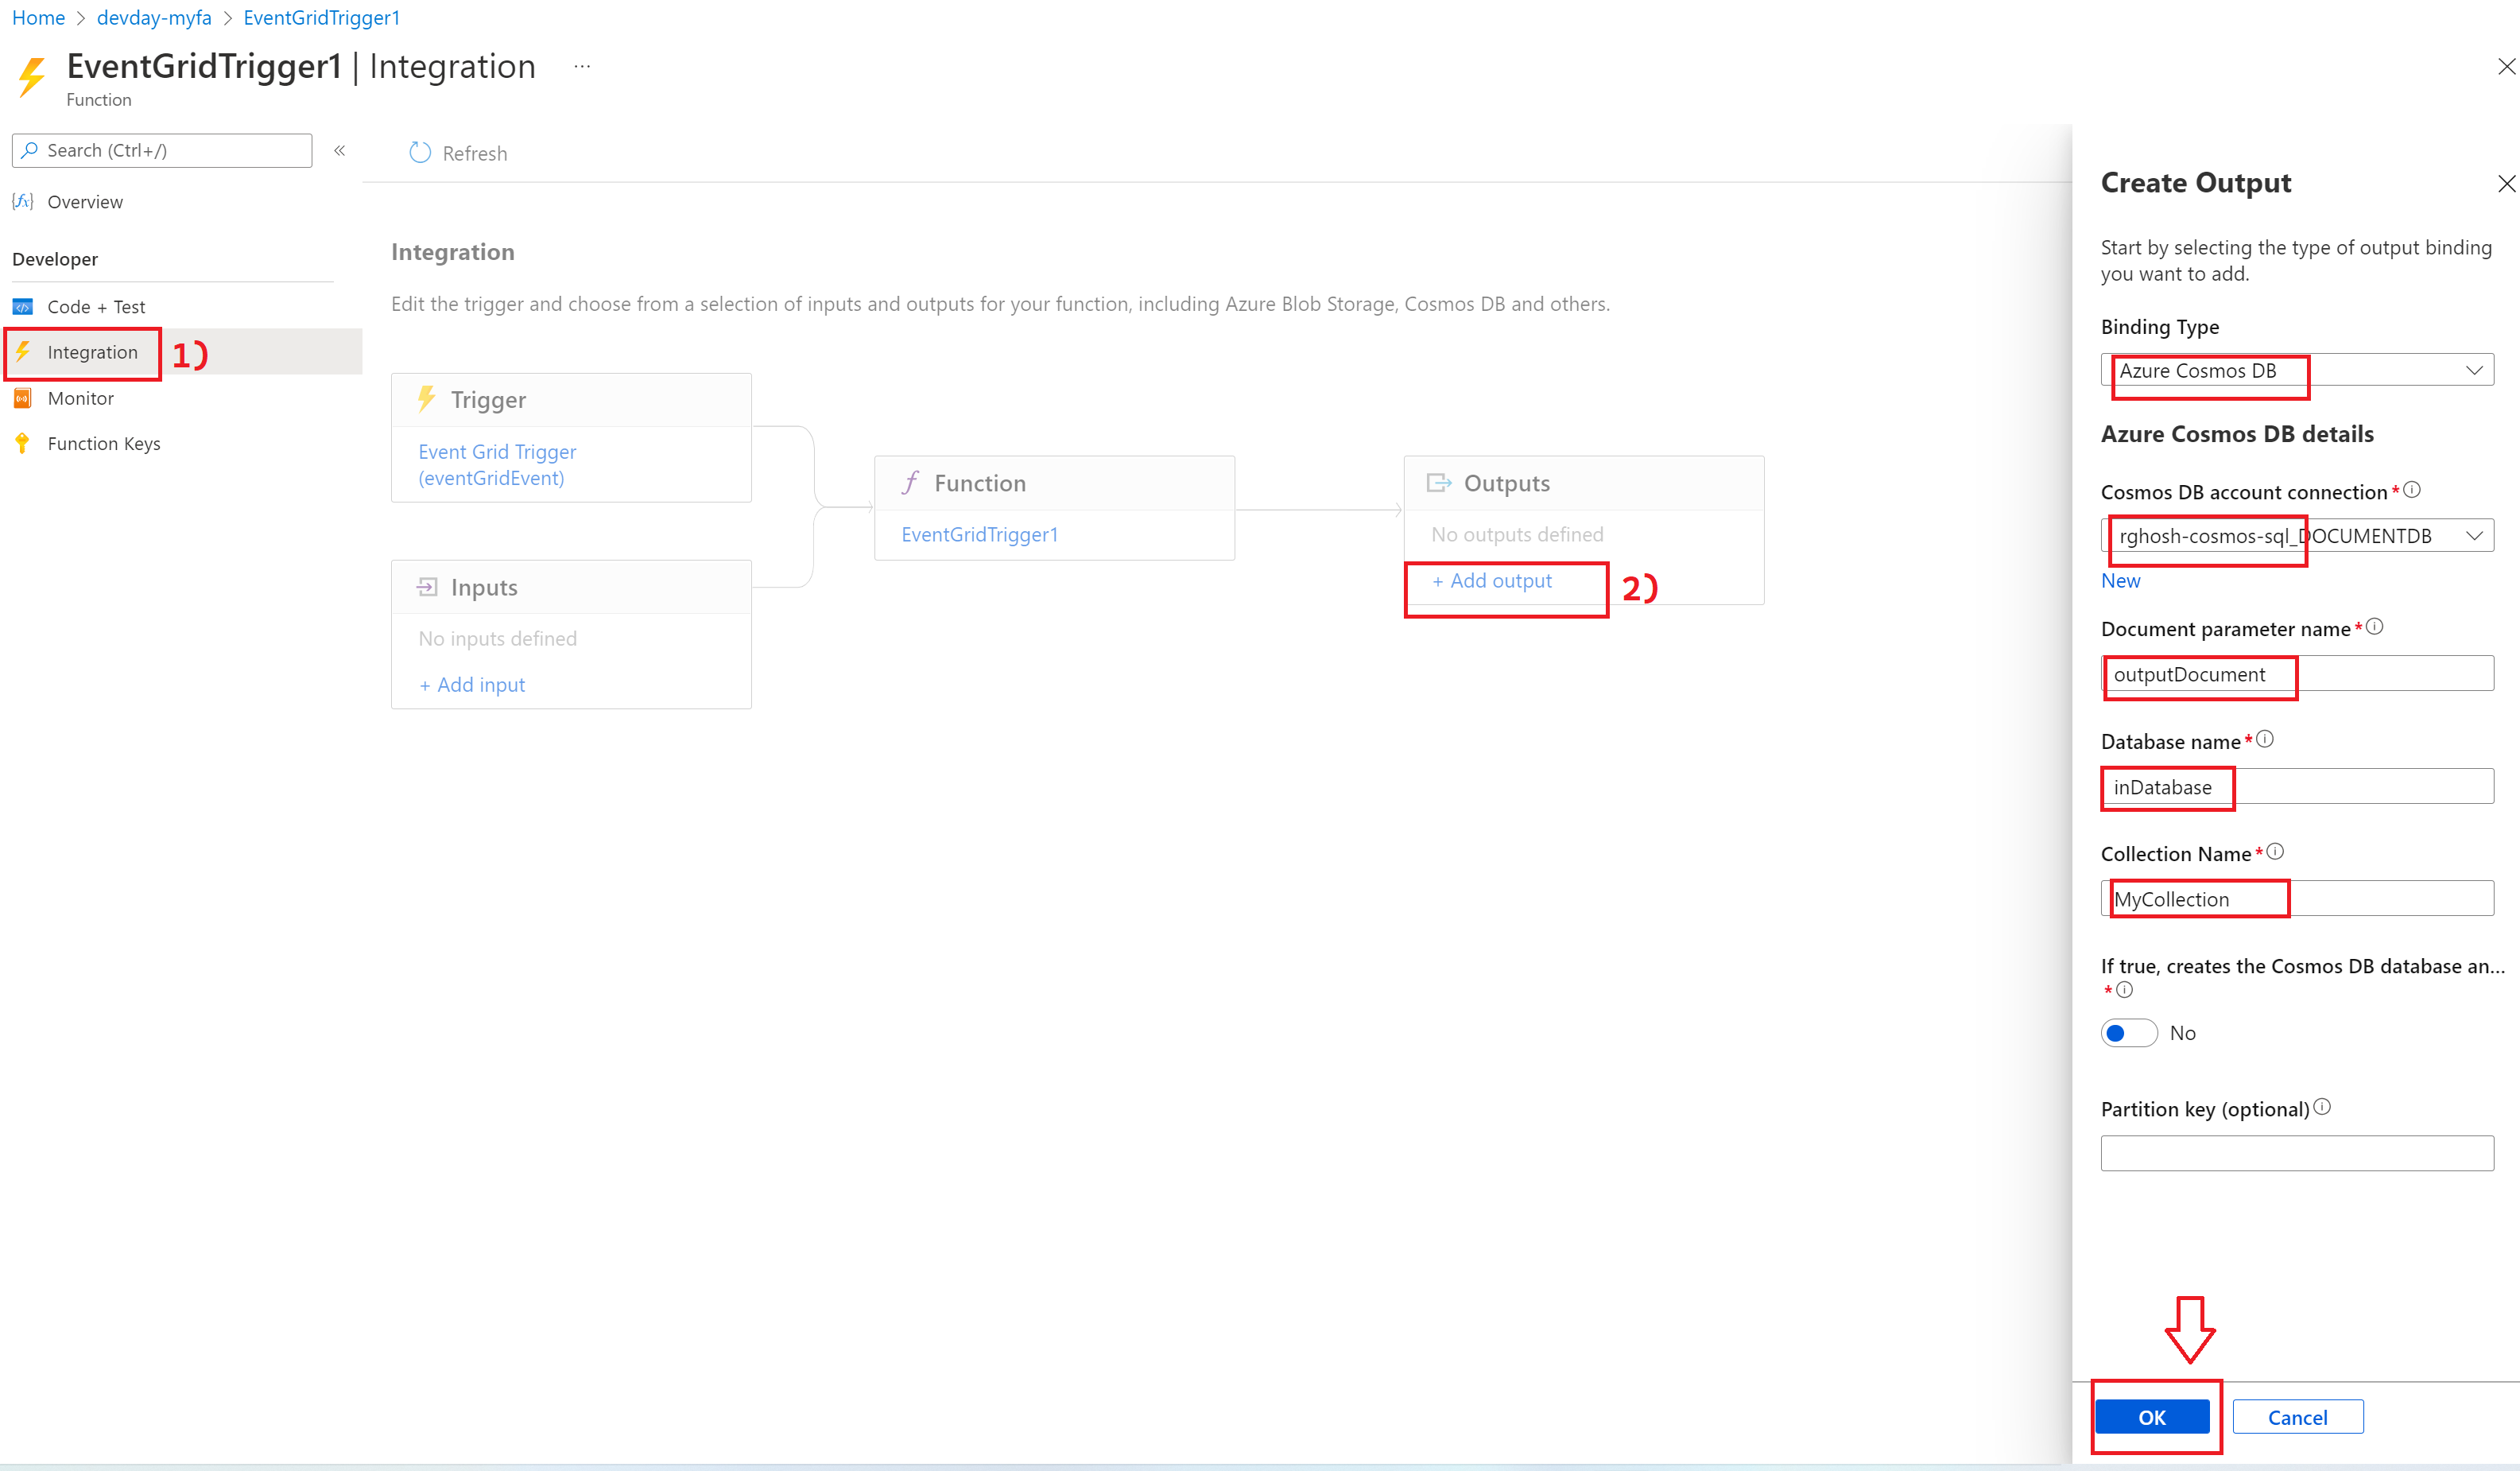 Home > devday-myfa > EventGridTrigger1
EventGridTrigger1 | Integration ...
Function
Search (Ctrl+/) «
Overview
Developer
Code + Test
Integration 1)
Monitor
Function Keys
Refresh
Integration
Edit the trigger and choose from a selection of inputs and outputs for your function, including Azure Blob Storage, Cosmos DB and others.
Trigger
Event Grid Trigger
(eventGridEvent)
Inputs
No inputs defined
+ Add input
Function
EventGridTrigger1
Outputs
No outputs defined
+ Add output 2)
Create Output
Start by selecting the type of output binding
you want to add.
Binding Type
Azure Cosmos DB
Azure Cosmos DB details
Cosmos DB account connection *
rghosh-cosmos-sql_DOCUMENTDB
New
Document parameter name *
outputDocument
Database name *
inDatabase
Collection Name *
MyCollection
If true, creates the Cosmos DB database an...
*
No
Partition key (optional)
OK Cancel